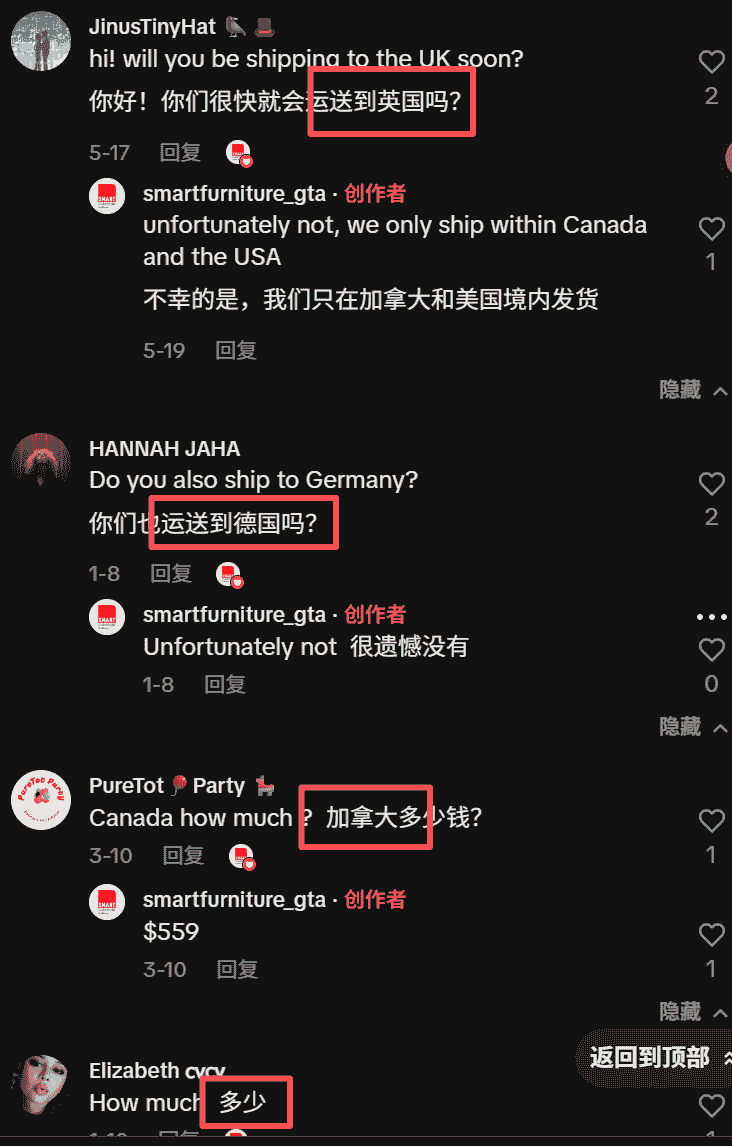 JinusTinyHat
hi! will you be shipping to the UK soon?
你好！你们很快就会运送到英国吗？
2
5-17 回复
smartfurniture_gta · 创作者
unfortunately not, we only ship within Canada
and the USA
1
不幸的是，我们只在加拿大和美国境内发货
5-19 回复
隐藏
HANNAH JAHA
Do you also ship to Germany?
你们也运送到德国吗？
2
1-8 回复
smartfurniture_gta · 创作者
Unfortunately not 很遗憾没有
1-8 回复
0
隐藏
PureTot Party
Canada how much ? 加拿大多少钱？
3-10 回复
1
smartfurniture_gta · 创作者
$559
3-10 回复
1
隐藏
返回到顶部
Elizabeth cycy
How much 多少